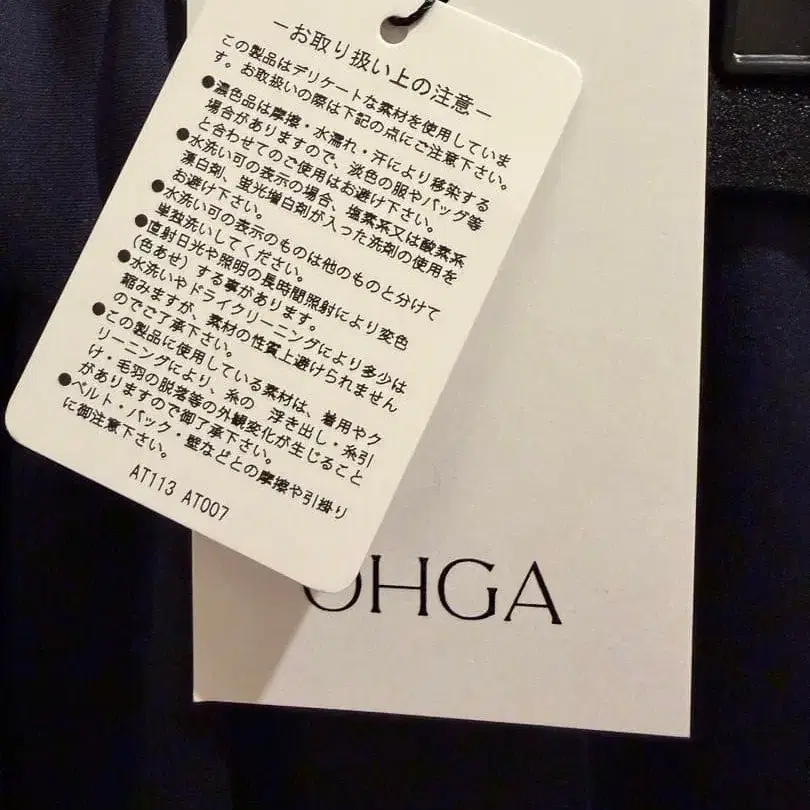 −お取り扱い上の注意−
この製品はデリケートな素材を使用していま
す。お取扱いの際は下記の点にご注意下さい。
●濃色品は摩擦・水濡れ・汗により移染する
場合がありますので、淡色の服やバッグ等
と合わせてのご使用はお避け下さい。
●水洗い可の表示の場合、塩素系又は酸素系
漂白剤、蛍光増白剤が入った洗剤の使用を
お避け下さい。
●水洗い可の表示のものは他のものと分けて
単独洗いしてください。
●直射日光や照明の長時間照射により変色
(色あせ)する事があります。
●水洗いやドライクリーニングにより多少は
縮みますが、素材の性質上避けられません
のでご了承下さい。
●この製品に使用している素材は、着用やク
リーニングにより、糸の 浮き出し・糸引
け・毛羽の脱落等の外観変化が生じること
がありますので御了承下さい。
●ベルト・バック・壁などとの摩擦や引掛り
に御注意下さい。
AT113 AT007
OHGA